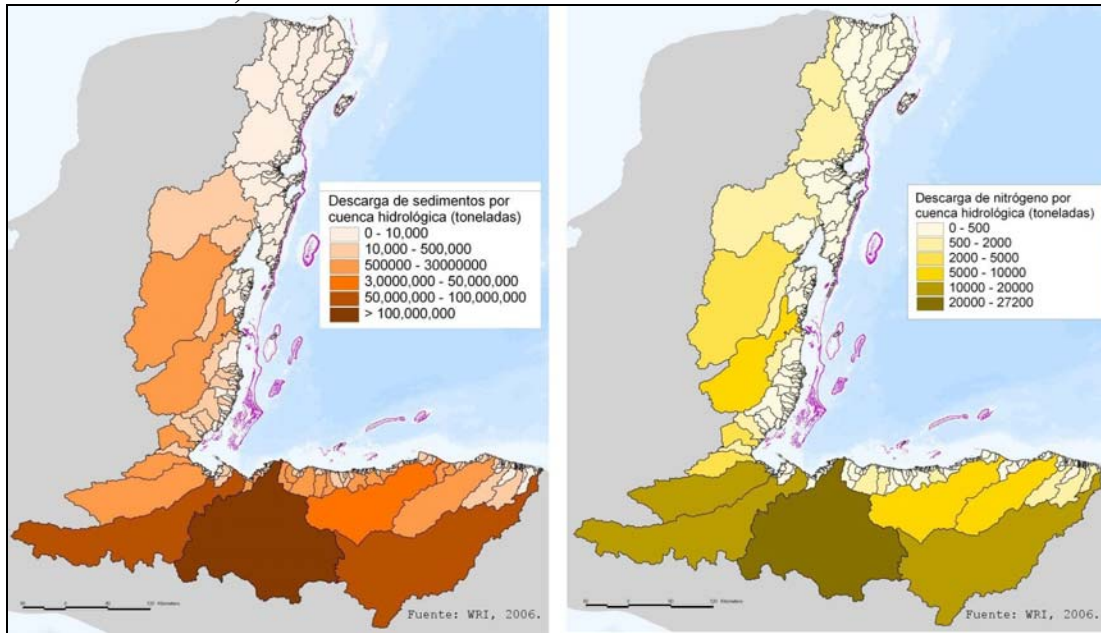 Descarga de sedimentos por
cuenca hidrológica (toneladas)
0 - 10,000
10,000 - 500,000
500000 - 30000000
3,0000,000 - 50,000,000
50,000,000 - 100,000,000
> 100,000,000
Fuente: WRI, 2006.
Descarga de nitrógeno por
cuenca hidrológica (toneladas)
0 - 500
500 - 2000
2000 - 5000
5000 - 10000
10000 - 20000
20000 - 27200
Fuente: WRI, 2006.